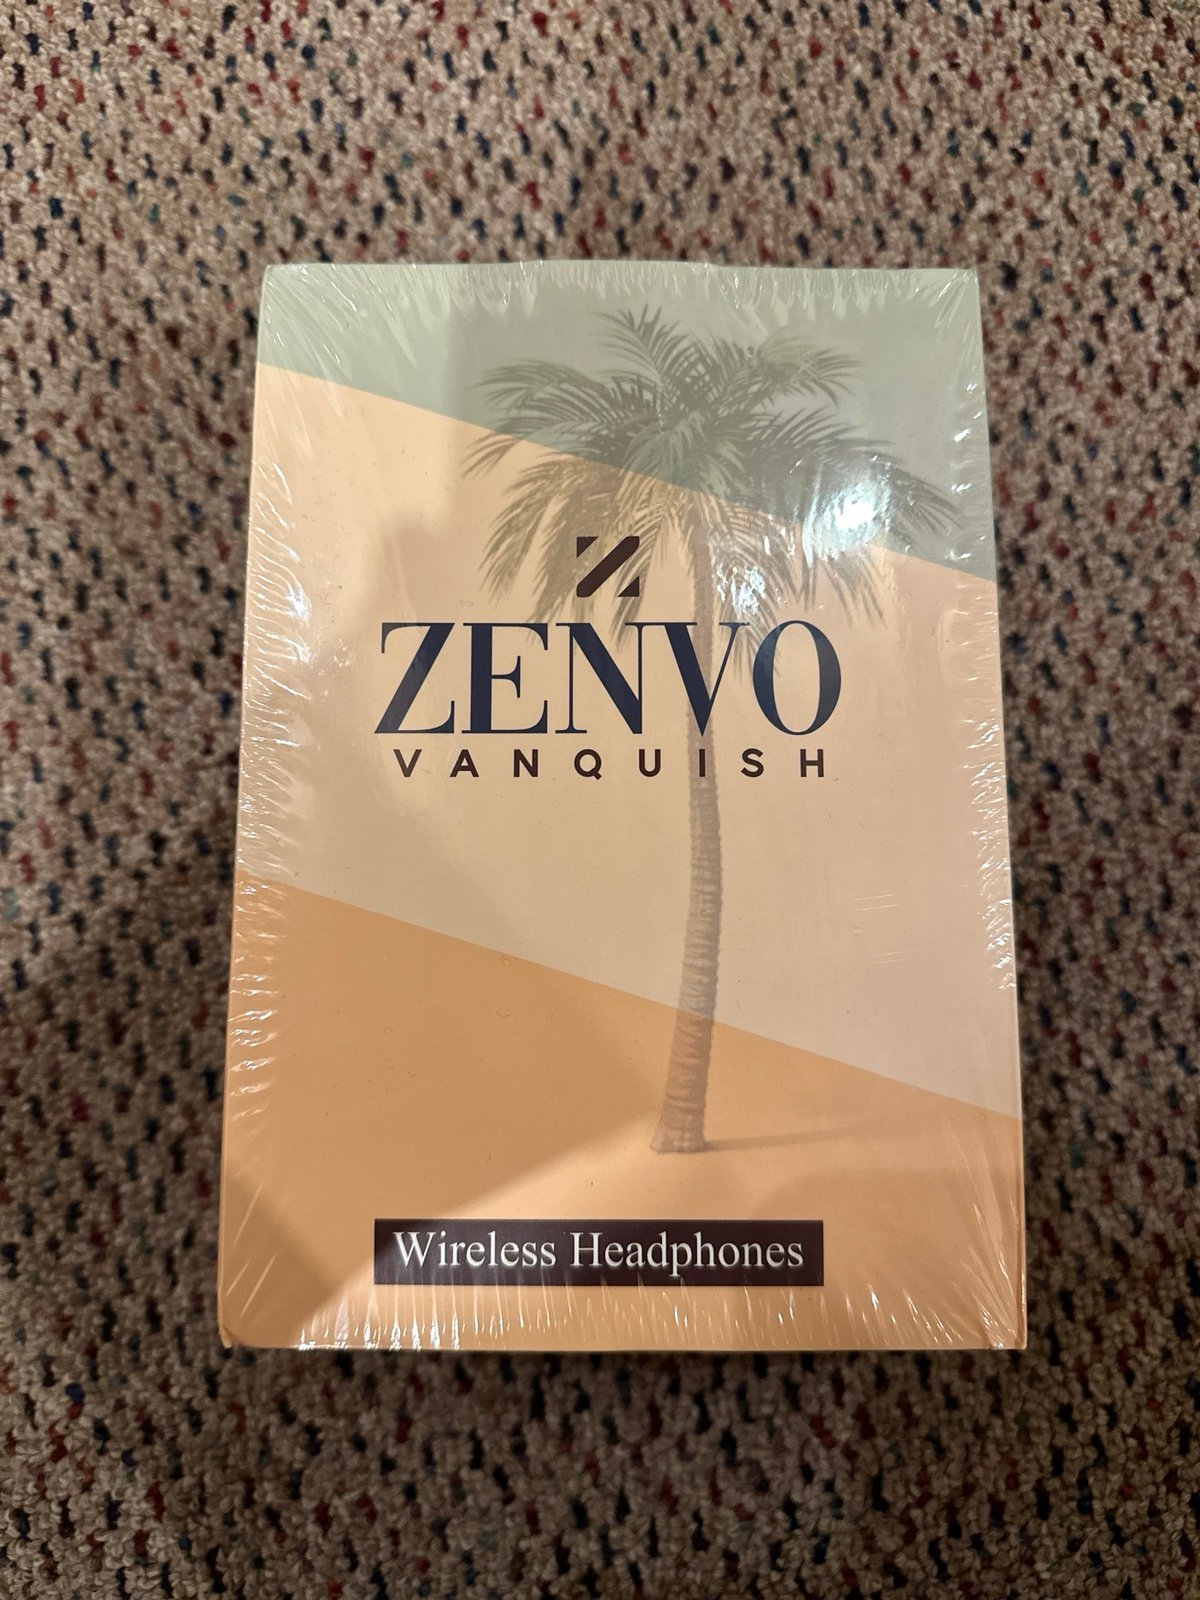 ZENVO
VANQUISH
Wireless Headphones